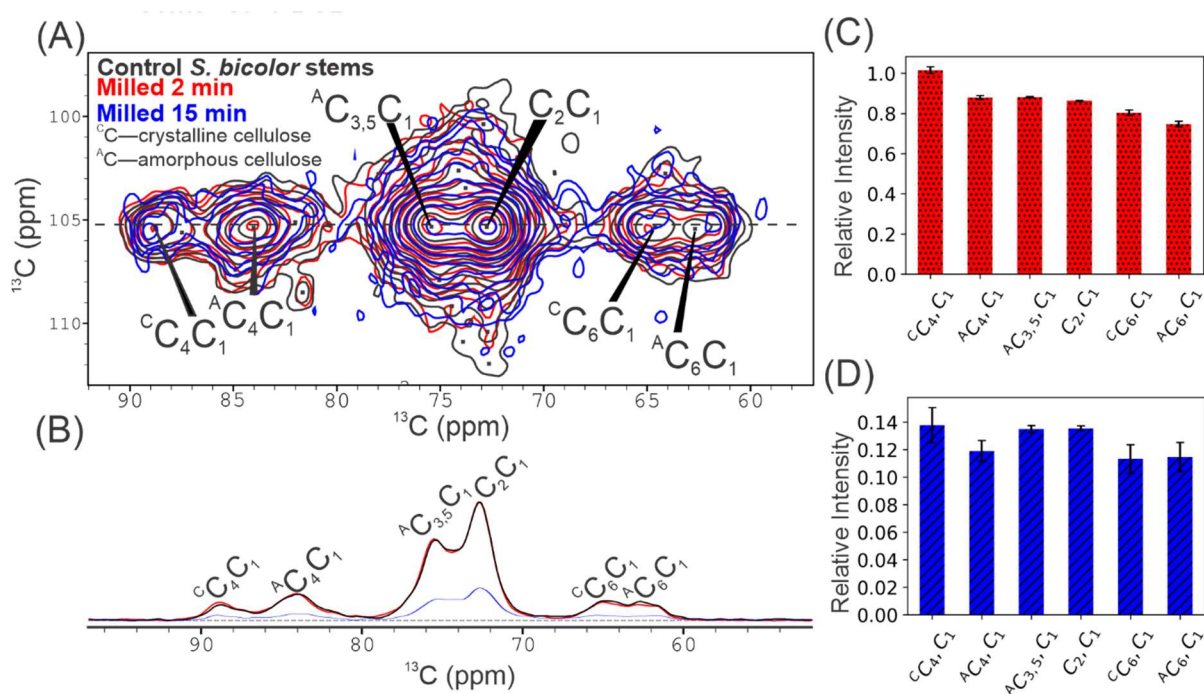 (A)
Control S. bicolor stems
Milled 2 min
Milled 15 min
ᶜC—crystalline cellulose
ᴬC—amorphous cellulose
ᴬC₃,₅C₁
C₂C₁
ᶜC₄C₁
ᴬC₄C₁
ᶜC₆C₁
ᴬC₆C₁
100
105
110
¹³C (ppm)
90 85 80 75 70 65 60
¹³C (ppm)
(B)
ᶜC₄C₁
ᴬC₄C₁
ᴬC₃,₅C₁
C₂C₁
ᶜC₆C₁
ᴬC₆C₁
90 80 70 60
¹³C (ppm)
(C)
Relative Intensity
1.0
0.8
0.6
0.4
0.2
0.0
ᶜC₄, C₁
ᴬC₄, C₁
ᴬC₃,₅, C₁
C₂, C₁
ᶜC₆, C₁
ᴬC₆, C₁
(D)
Relative Intensity
0.14
0.12
0.10
0.08
0.06
0.04
0.02
0.00
ᶜC₄, C₁
ᴬC₄, C₁
AC₃,₅, C₁
C₂, C₁
ᶜC₆, C₁
ᴬC₆, C₁